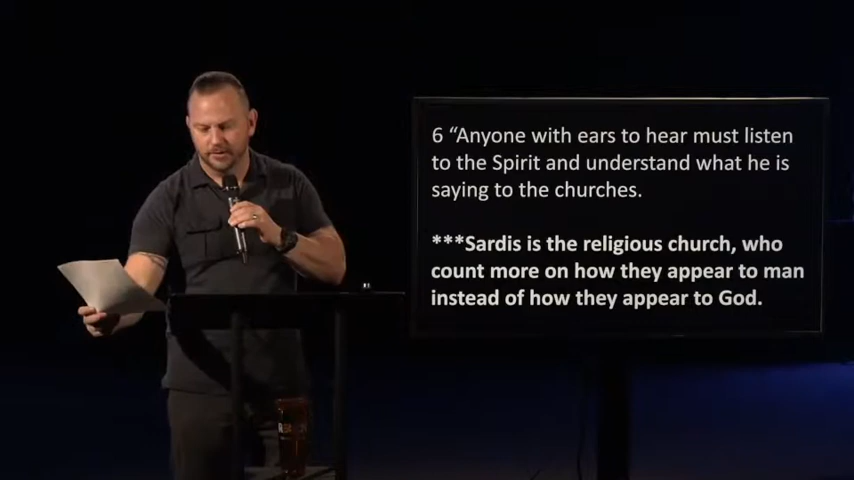 6 “Anyone with ears to hear must listen
to the Spirit and understand what he is
saying to the churches.
***Sardis is the religious church, who
count more on how they appear to man
instead of how they appear to God.